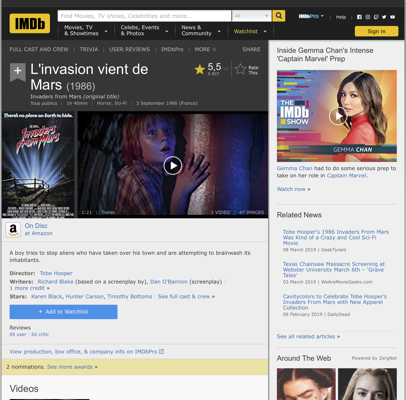 IMDb
Find Movies, TV shows, Celebrities and more...
All
IMDbPro
Help
Movies, TV
& Showtimes
Celebs, Events
& Photos
News &
Community
Watchlist
Sign in
FULL CAST AND CREW | TRIVIA | USER REVIEWS | IMDbPro | MORE
SHARE
L'invasion vient de
Mars (1986)
5,5
Rate
This
Invaders from Mars (original title)
Tous publics | 1h 40min | Horror, Sci-Fi | 3 September 1986 (France)
There's no place on Earth to hide.
Invaders
From Mars
1:21 Trailer
1 VIDEO
47 IMAGES
On Disc
at Amazon
A boy tries to stop aliens who have taken over his town and are attempting to brainwash its
inhabitants.
Director: Tobe Hooper
Writers: Richard Blake (based on a screenplay by), Dan O'Bannon (screenplay) |
1 more credit »
Stars: Karen Black, Hunter Carson, Timothy Bottoms | See full cast & crew »
+ Add to Watchlist
Reviews
69 user | 66 critic
View production, box office, & company info on IMDbPro
2 nominations. See more awards »
Videos
Inside Gemma Chan's Intense
'Captain Marvel' Prep
THE
IMDb
SHOW
GEMMA CHAN
Gemma Chan had to do some serious prep to
take on her role in Captain Marvel.
Watch now »
Related News
Tobe Hooper's 1986 Invaders From Mars
Was Kind of a Crazy and Cool Sci-Fi
Movie
08 March 2019 | GeekTyrant
Texas Chainsaw Massacre Screening at
Webster University March 6th – 'Grave
Tales'
03 March 2019 | WeAreMovieGeeks.com
Cavitycolors to Celebrate Tobe Hooper's
Invaders From Mars with New Apparel
Collection
06 February 2019 | DailyDead
See all related articles »
Around The Web
Powered by ZergNet